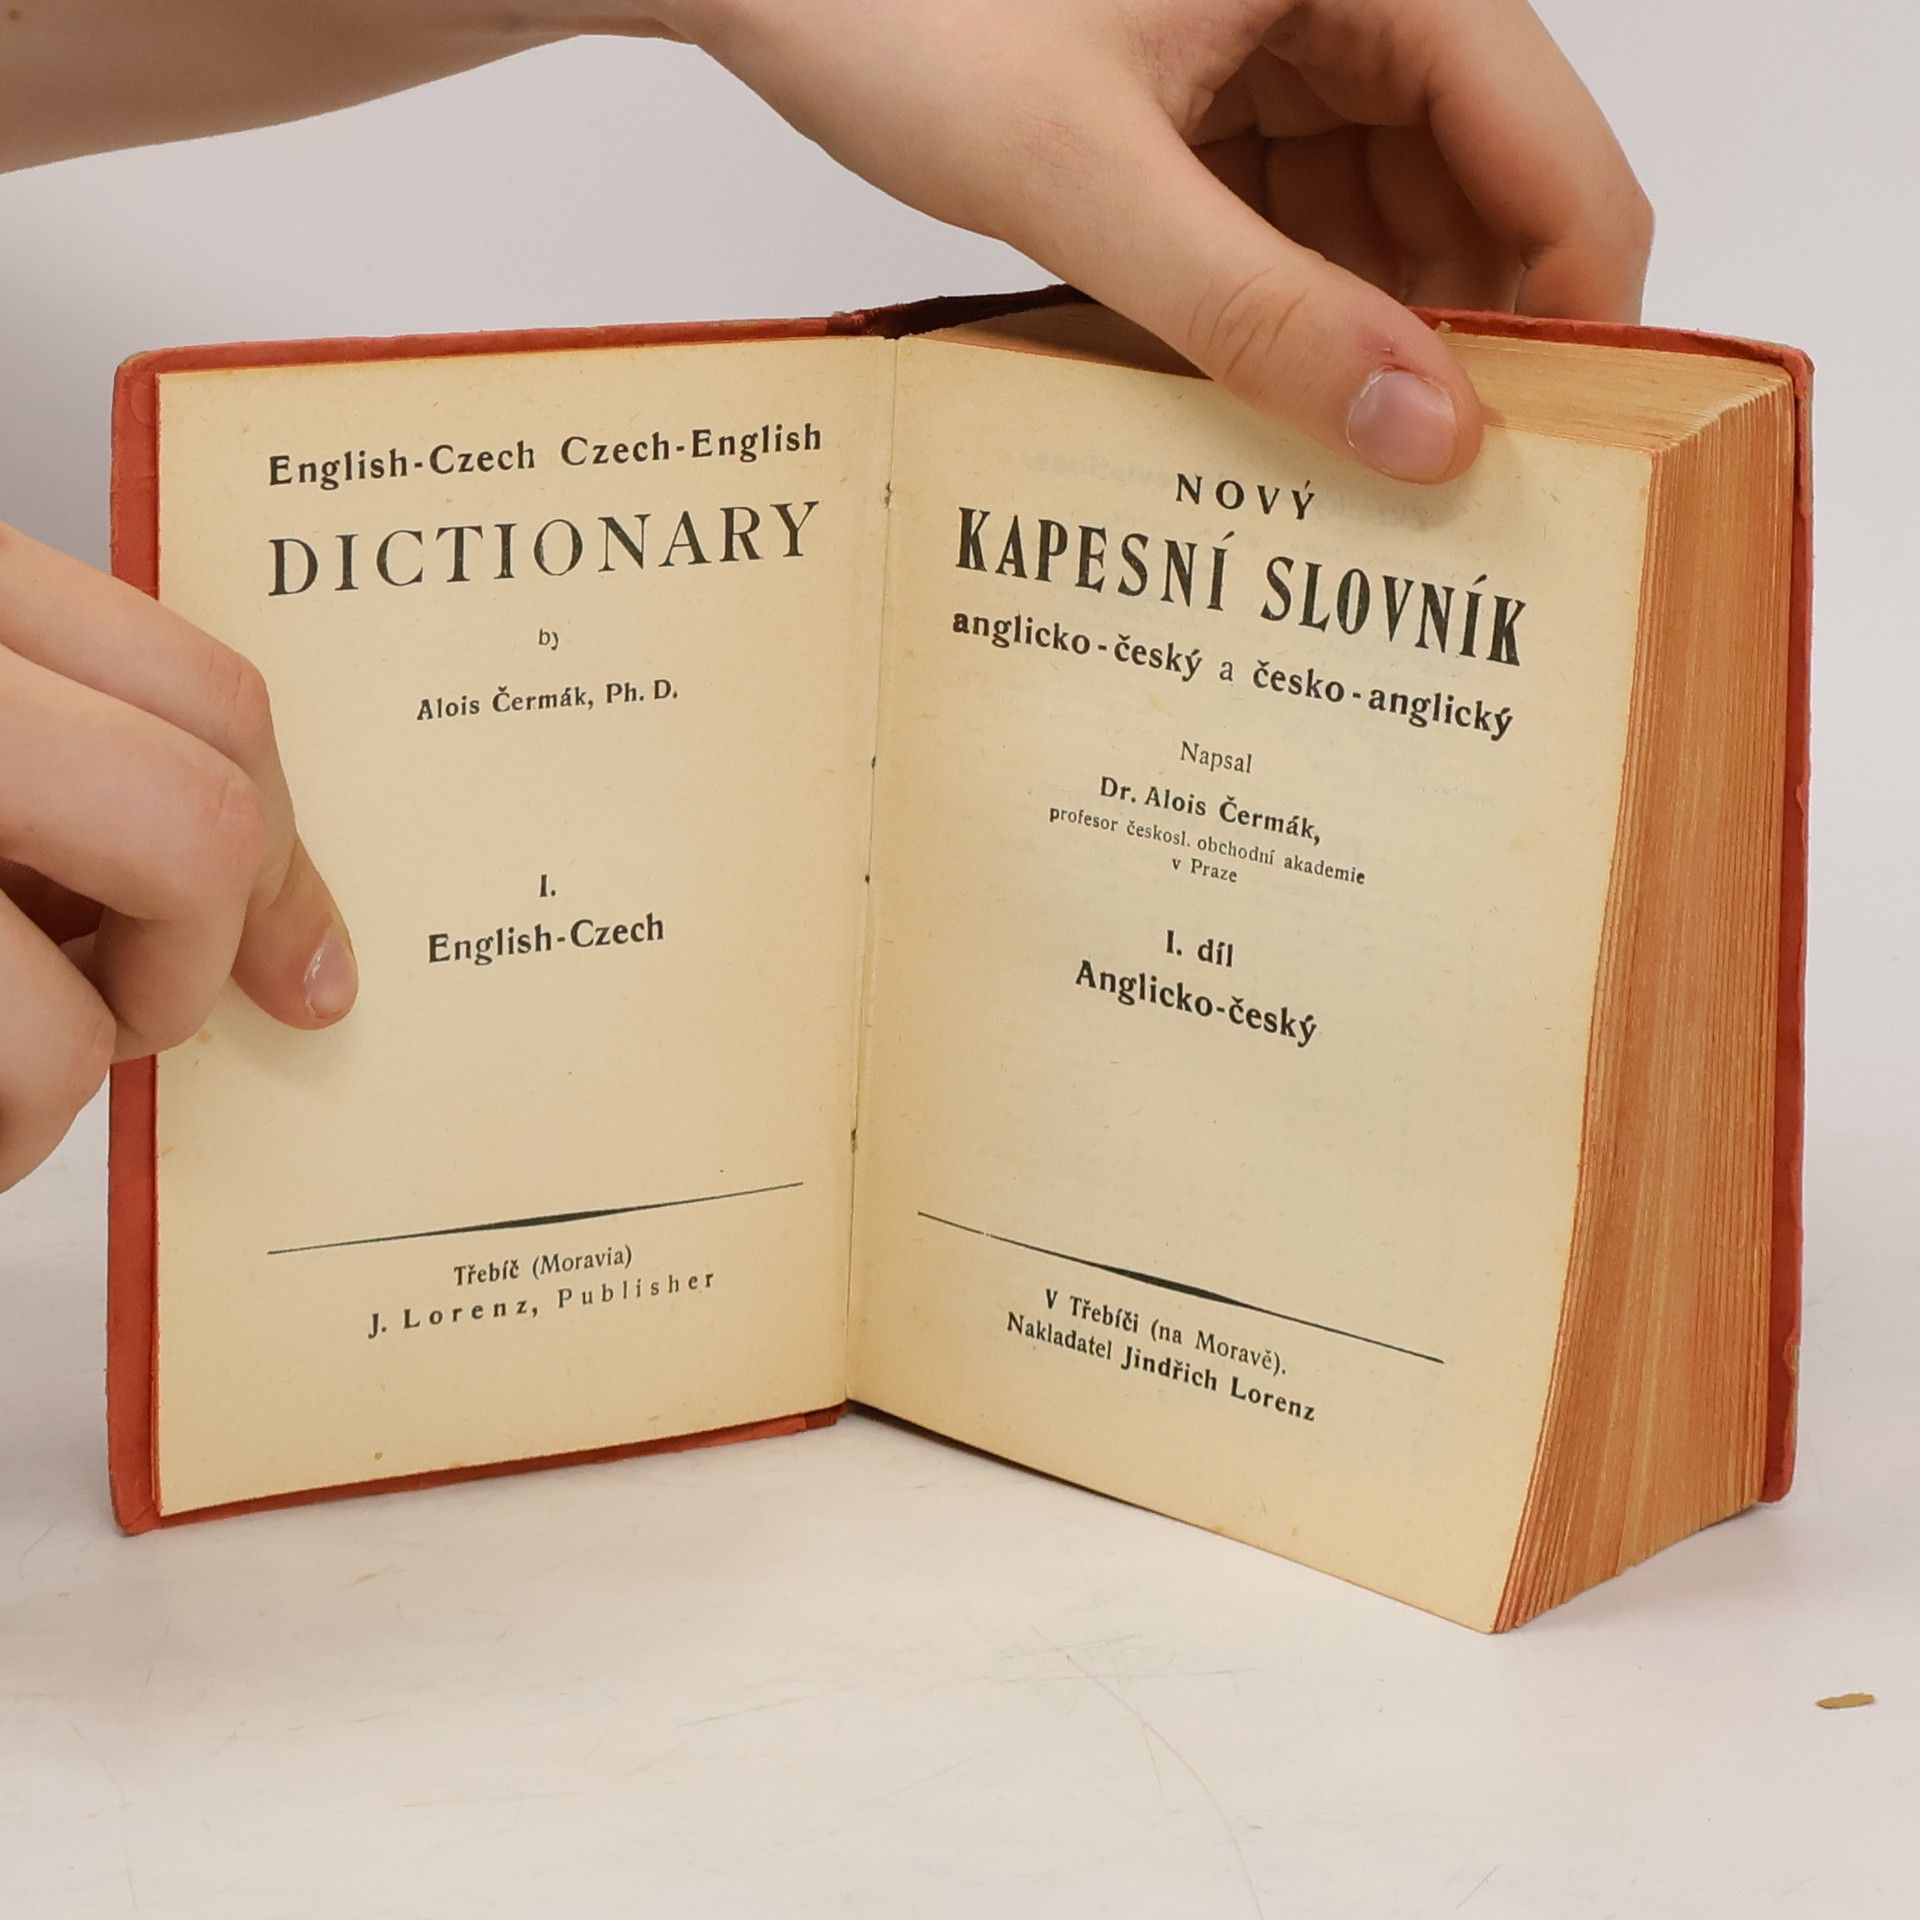 English-Czech Czech-English
DICTIONARY
by
Alois Čermák, Ph. D.
I.
English-Czech
Třebíč (Moravia)
J. Lorenz, Publisher
NOVÝ
KAPESNÍ SLOVNÍK
anglicko-český a česko-anglický
Napsal
Dr. Alois Čermák,
profesor českosl. obchodní akademie
v Praze
I. díl
Anglicko-český
V Třebíči (na Moravě).
Nakladatel Jindřich Lorenz